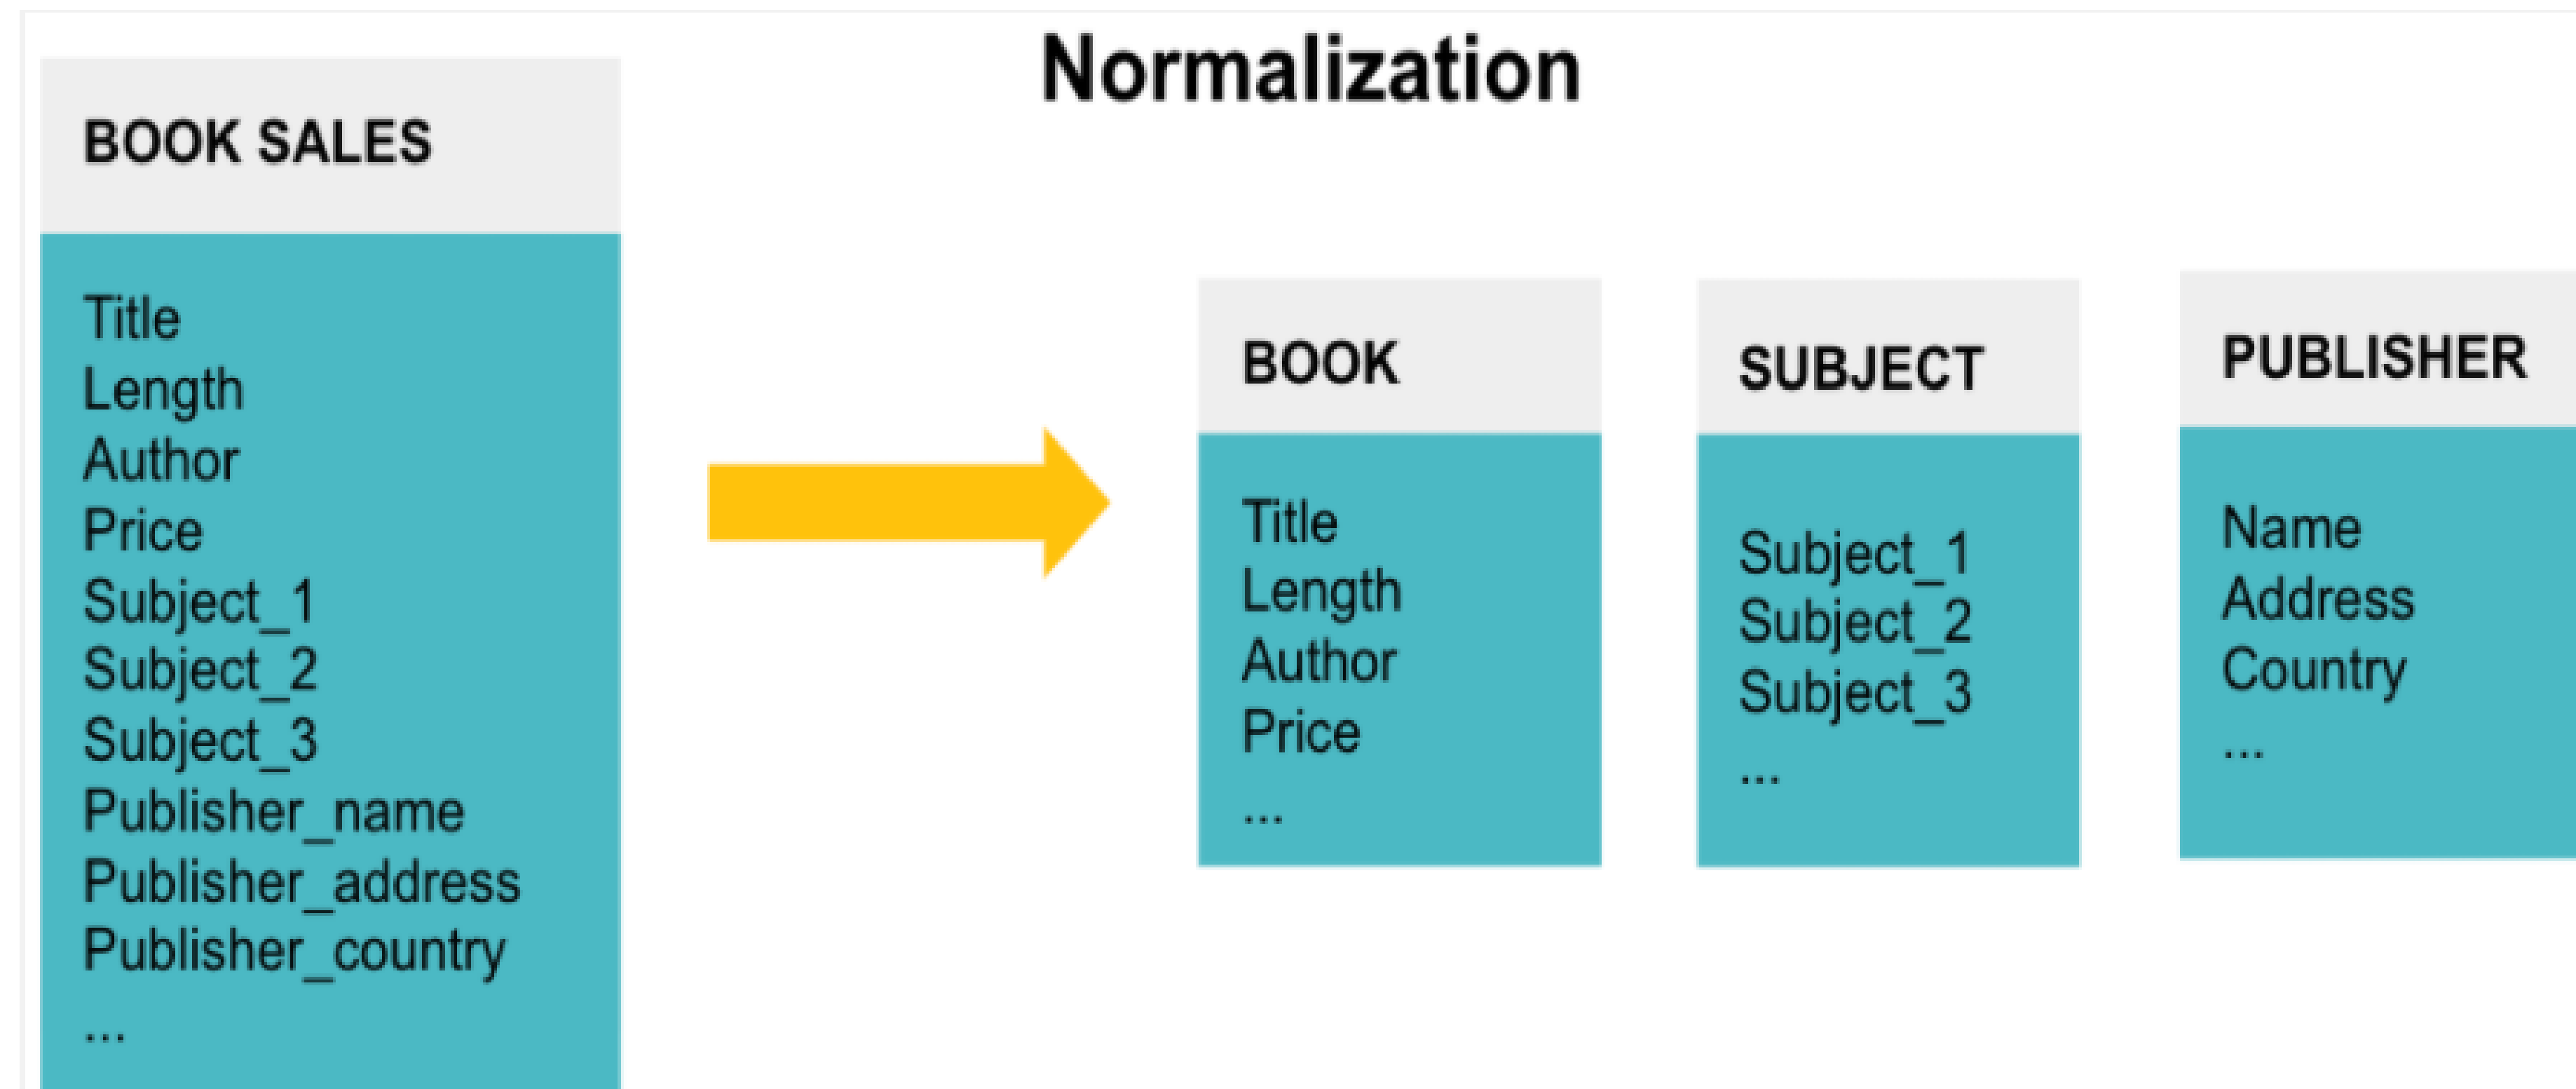 Normalization
BOOK SALES
Title
Length
Author
Price
Subject_1
Subject_2
Subject_3
Publisher_name
Publisher_address
Publisher_country
...
BOOK
Title
Length
Author
Price
...
SUBJECT
Subject_1
Subject_2
Subject_3
...
PUBLISHER
Name
Address
Country
...